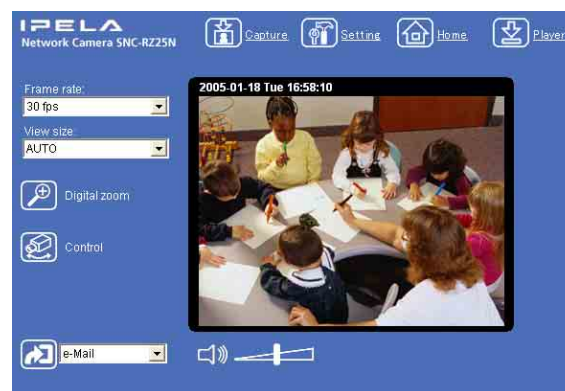 IPELA
Network Camera SNC-RZ25N
Capture
Setting
Home
Player
Frame rate:
30 fps
View size:
AUTO
Digital zoom
Control
2005-01-18 Tue 16:58:10
e-Mail